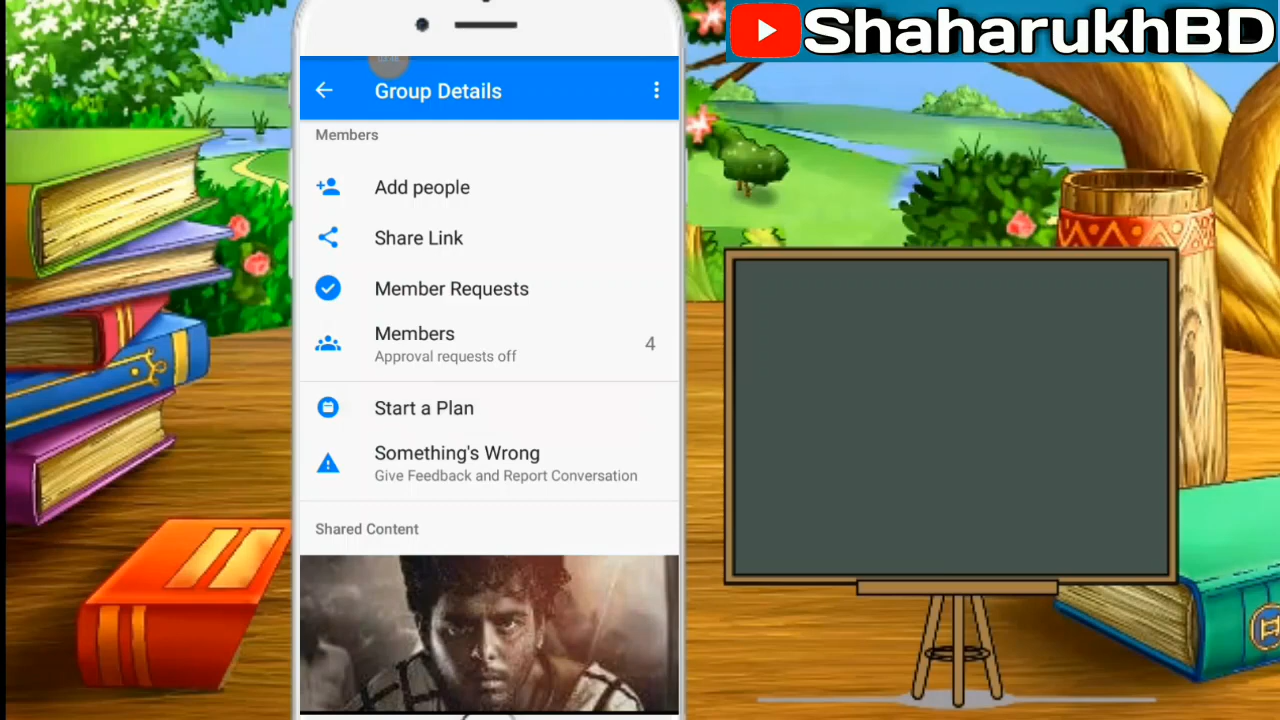 ShaharukhBD
Group Details
Members
Add people
Share Link
Member Requests
Members
4
Approval requests off
Start a Plan
Something's Wrong
Give Feedback and Report Conversation
Shared Content